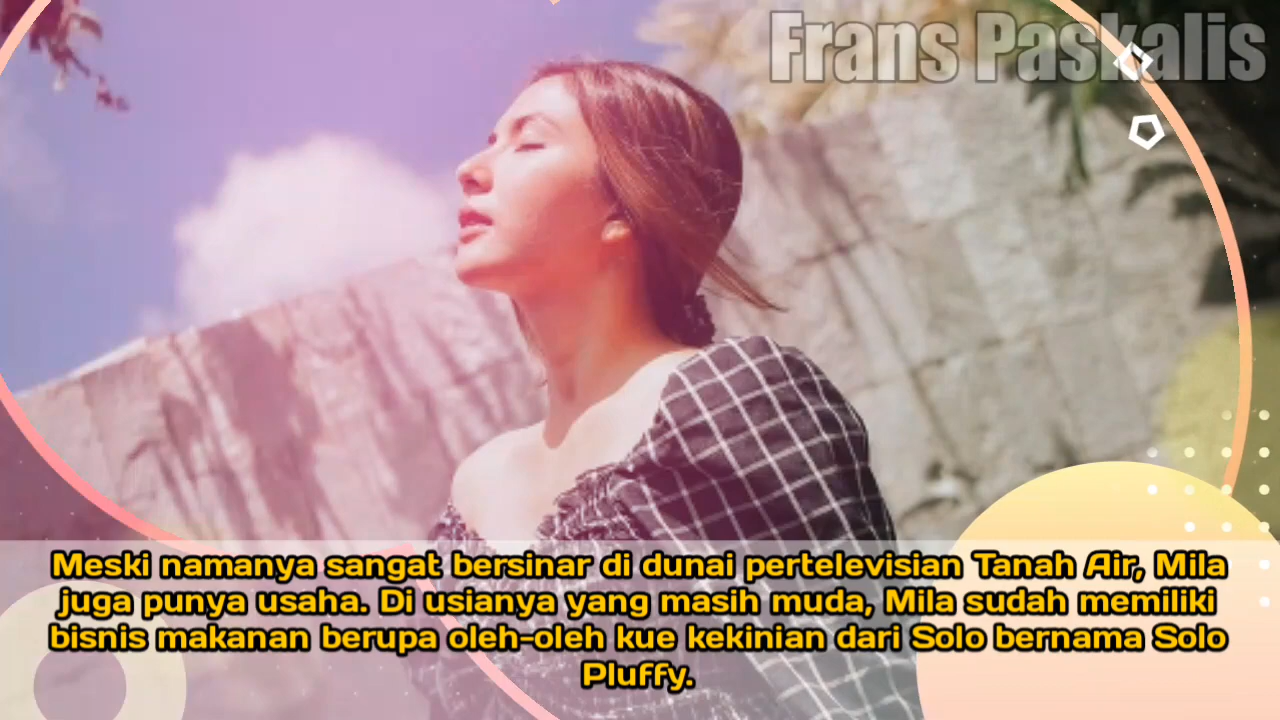 Frans Paskalis
Meski namanya sangat bersinar di dunai pertelevisian Tanah Air, Mila
juga punya usaha. Di usianya yang masih muda, Mila sudah memiliki
bisnis makanan berupa oleh-oleh kue kekinian dari Solo bernama Solo
Pluffy.